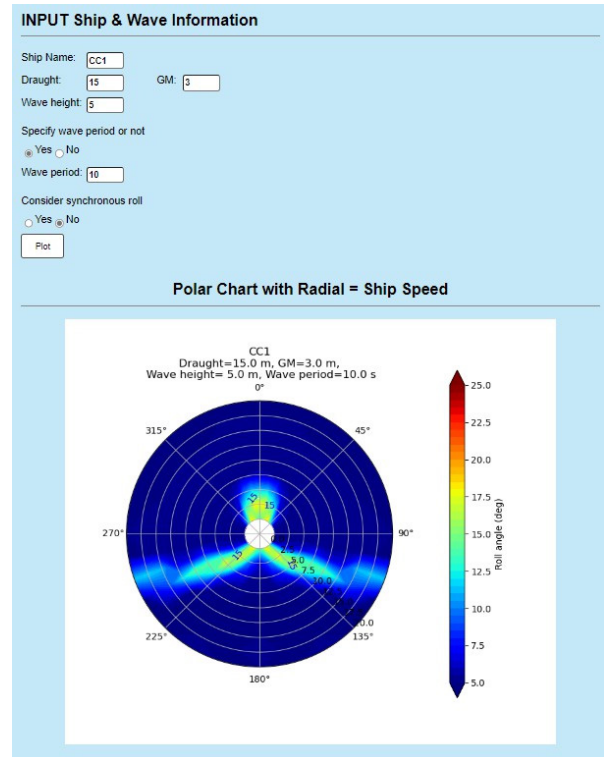 INPUT Ship & Wave Information
Ship Name: CC1
Draught: 15 GM: 3
Wave height: 5
Specify wave period or not
Yes No
Wave period: 10
Consider synchronous roll
Yes No
Plot
Polar Chart with Radial = Ship Speed
CC1
Draught=15.0 m, GM=3.0 m,
Wave height= 5.0 m, Wave period=10.0 s
0°
315° 45°
270° 90°
225° 135°
180°
15 15
15 15
5.0
7.5
10.0
25.0
22.5
20.0
17.5
15.0
12.5
10.0
7.5
5.0
Roll angle (deg)